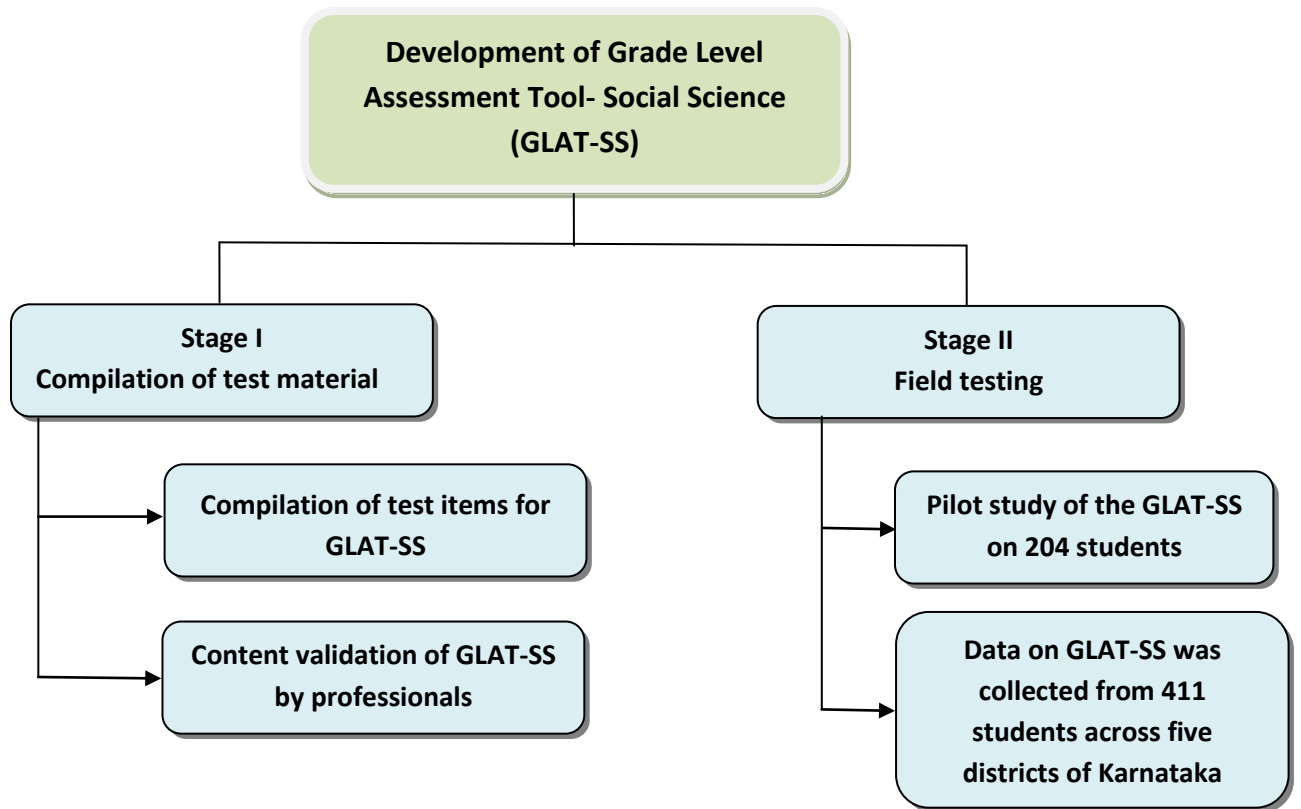 Development of Grade Level
Assessment Tool- Social Science
(GLAT-SS)
Stage I
Compilation of test material
Compilation of test items for
GLAT-SS
Content validation of GLAT-SS
by professionals
Stage II
Field testing
Pilot study of the GLAT-SS
on 204 students
Data on GLAT-SS was
collected from 411
students across five
districts of Karnataka